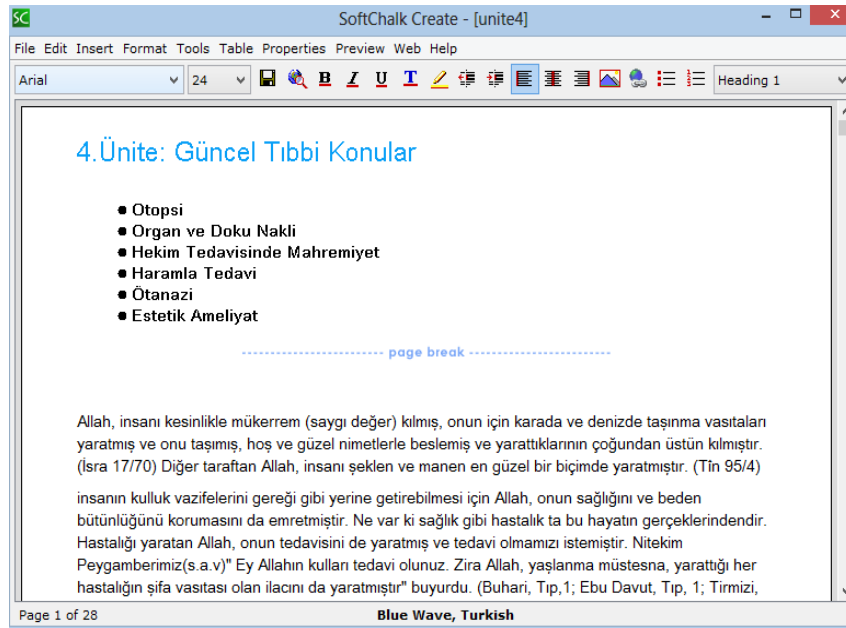 SC SoftChalk Create - [unite4]
File Edit Insert Format Tools Table Properties Preview Web Help
Arial 24 B I U T Heading 1
4.Ünite: Güncel Tıbbi Konular
Otopsi
Organ ve Doku Nakli
Hekim Tedavisinde Mahremiyet
Haramla Tedavi
Ötanazi
Estetik Ameliyat
page break
Allah, insanı kesinlikle mükerrem (saygı değer) kılmış, onun için karada ve denizde taşınma vasıtaları
yaratmış ve onu taşımış, hoş ve güzel nimetlerle beslemiş ve yarattıklarının çoğundan üstün kılmıştır.
(İsra 17/70) Diğer taraftan Allah, insanı şeklen ve manen en güzel bir biçimde yaratmıştır. (Tîn 95/4)
insanın kulluk vazifelerini gereği gibi yerine getirebilmesi için Allah, onun sağlığını ve beden
bütünlüğünü korumasını da emretmiştir. Ne var ki sağlık gibi hastalık ta bu hayatın gerçeklerindendir.
Hastalığı yaratan Allah, onun tedavisini de yaratmış ve tedavi olmamızı istemiştir. Nitekim
Peygamberimiz(s.a.v)" Ey Allahın kulları tedavi olunuz. Zira Allah, yaşlanma müstesna, yarattığı her
hastalığın şifa vasıtası olan ilacını da yaratmıştır" buyurdu. (Buhari, Tıp,1; Ebu Davut, Tıp, 1; Tirmizi,
Page 1 of 28 Blue Wave, Turkish